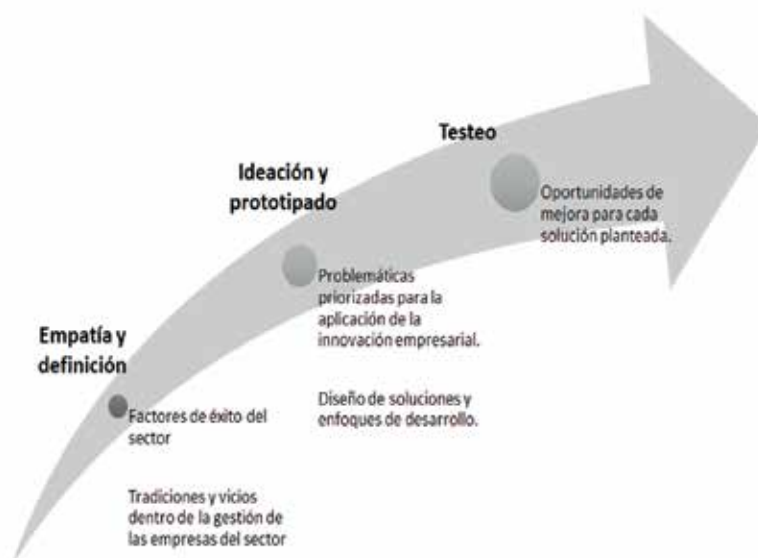 Empatía y
definición
Factores de éxito del
sector
Tradiciones y vicios
dentro de la gestión de
las empresas del sector
Ideación y
prototipado
Problemáticas
priorizadas para la
aplicación de la
innovación empresarial.
Diseño de soluciones y
enfoques de desarrollo.
Testeo
Oportunidades de
mejora para cada
solución planteada.